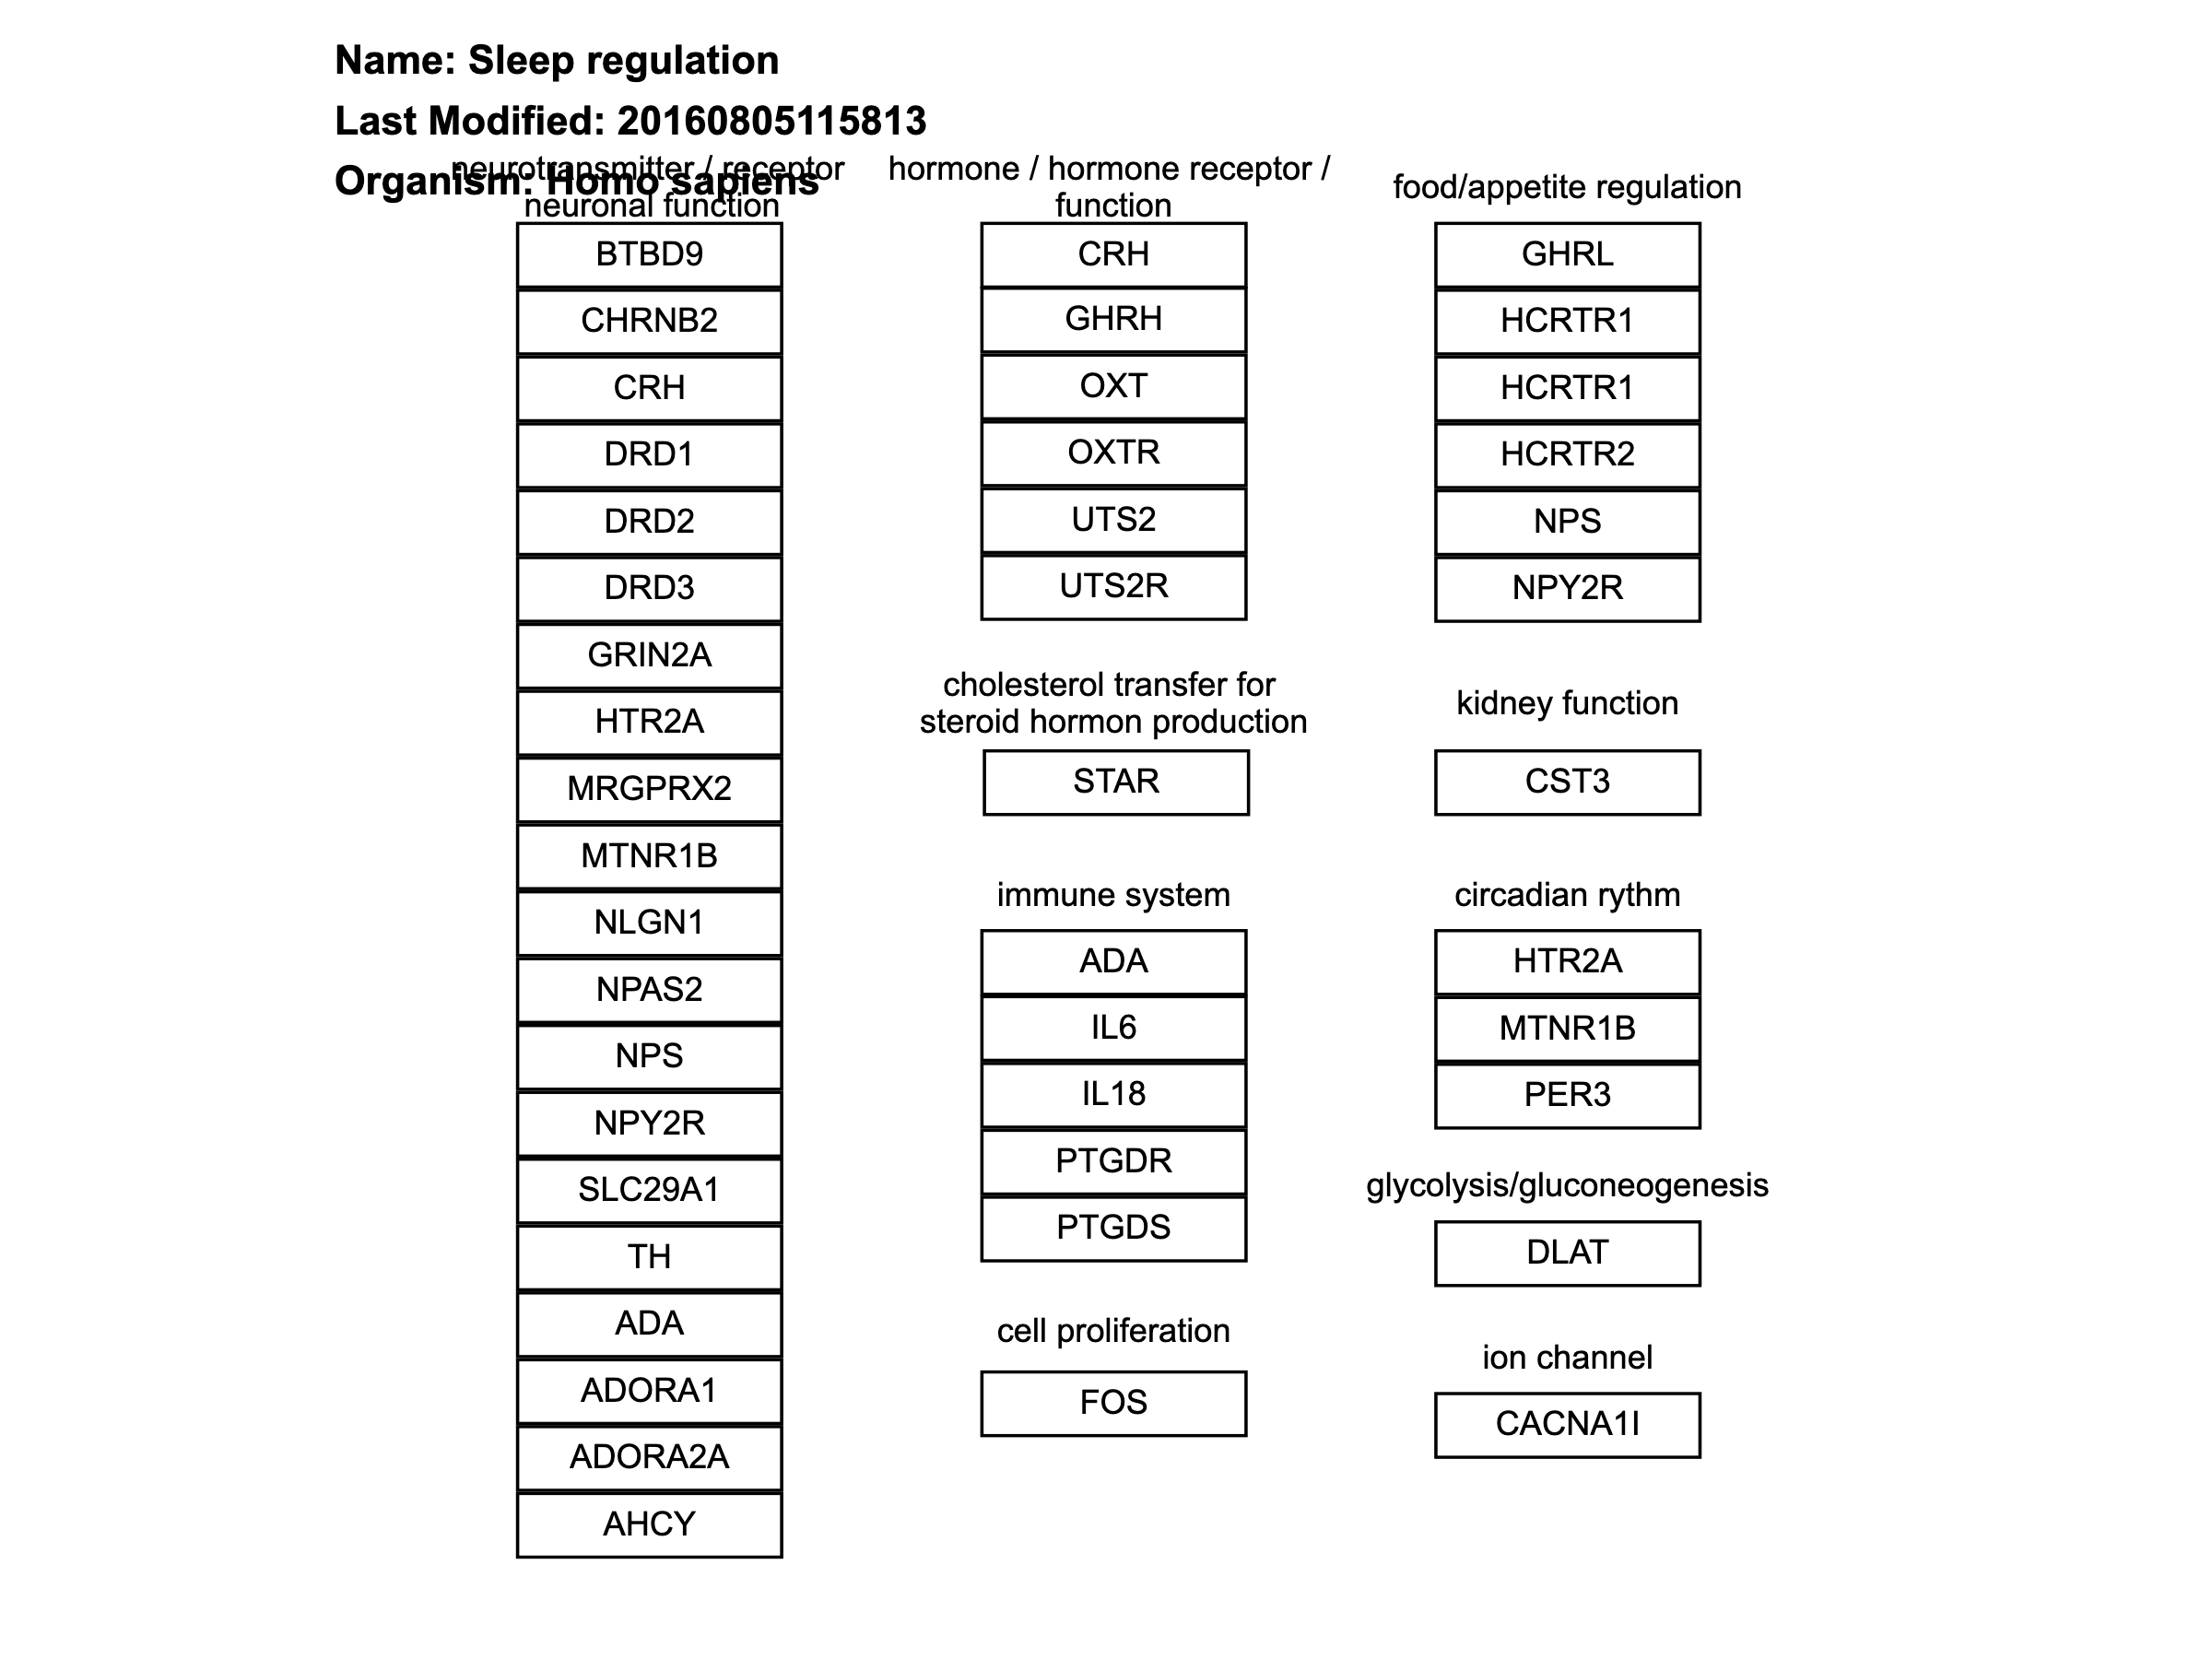 Name: Sleep regulation
Last Modified: 20160805115813
Organism: Homo sapiens
neurotransmitter / receptor
neuronal function
BTBD9
CHRNB2
CRH
DRD1
DRD2
DRD3
GRIN2A
HTR2A
MRGPRX2
MTNR1B
NLGN1
NPAS2
NPS
NPY2R
SLC29A1
TH
ADA
ADORA1
ADORA2A
AHCY
hormone / hormone receptor /
function
CRH
GHRH
OXT
OXTR
UTS2
UTS2R
cholesterol transfer for
steroid hormon production
STAR
immune system
ADA
IL6
IL18
PTGDR
PTGDS
cell proliferation
FOS
food/appetite regulation
GHRL
HCRTR1
HCRTR1
HCRTR2
NPS
NPY2R
kidney function
CST3
circadian rythm
HTR2A
MTNR1B
PER3
glycolysis/gluconeogenesis
DLAT
ion channel
CACNA1I